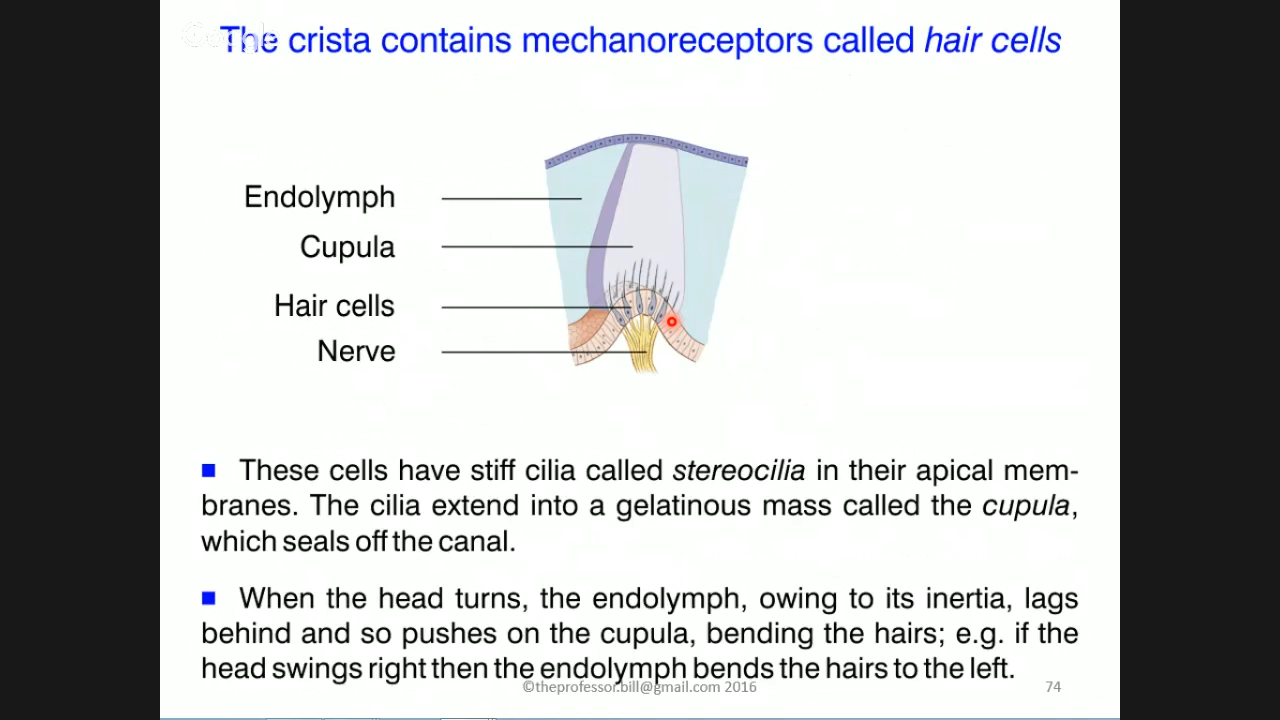 Google
The crista contains mechanoreceptors called hair cells
Endolymph
Cupula
Hair cells
Nerve
These cells have stiff cilia called stereocilia in their apical mem-
branes. The cilia extend into a gelatinous mass called the cupula,
which seals off the canal.
When the head turns, the endolymph, owing to its inertia, lags
behind and so pushes on the cupula, bending the hairs; e.g. if the
head swings right then the endolymph bends the hairs to the left.
©theprofessor.bill@gmail.com 2016
74